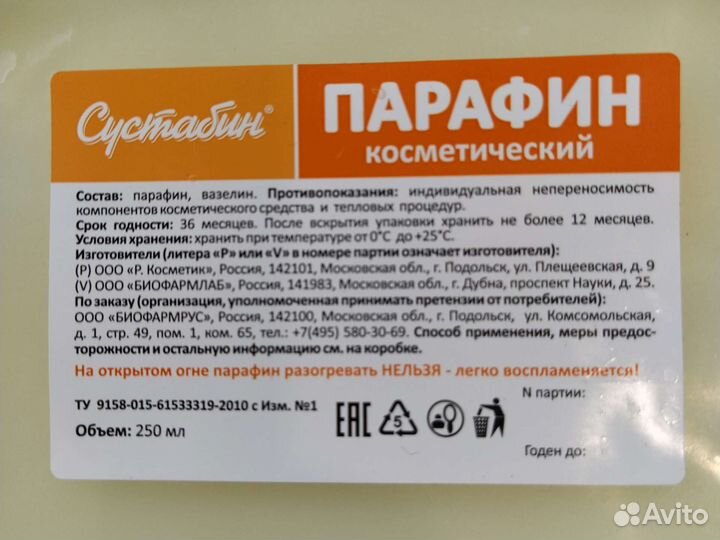 Сустабин®
ПАРАФИН
косметический
Состав: парафин, вазелин. Противопоказания: индивидуальная непереносимость
компонентов косметического средства и тепловых процедур.
Срок годности: 36 месяцев. После вскрытия упаковки хранить не более 12 месяцев.
Условия хранения: хранить при температуре от 0°С до +25°С.
Изготовители (литера «Р» или «V» в номере партии означает изготовителя):
(Р) ООО «Р. Косметик», Россия, 142101, Московская обл., г. Подольск, ул. Плещеевская, д. 9
(V) ООО «БИОФАРМЛАБ», Россия, 141983, Московская обл., г. Дубна, проспект Науки, д. 25.
По заказу (организация, уполномоченная принимать претензии от потребителей):
ООО «БИОФАРМРУС», Россия, 142100, Московская обл., г. Подольск, ул. Комсомольская,
д. 1, стр. 49, пом. 1, ком. 65, тел.: +7(495) 580-30-69. Способ применения, меры предос-
торожности и остальную информацию см. на коробке.
На открытом огне парафин разогревать НЕЛЬЗЯ - легко воспламеняется!
N партии:
ТУ 9158-015-61533319-2010 с Изм. №1
Объем: 250 мл
ЕАС
5
Годен до:
Avito